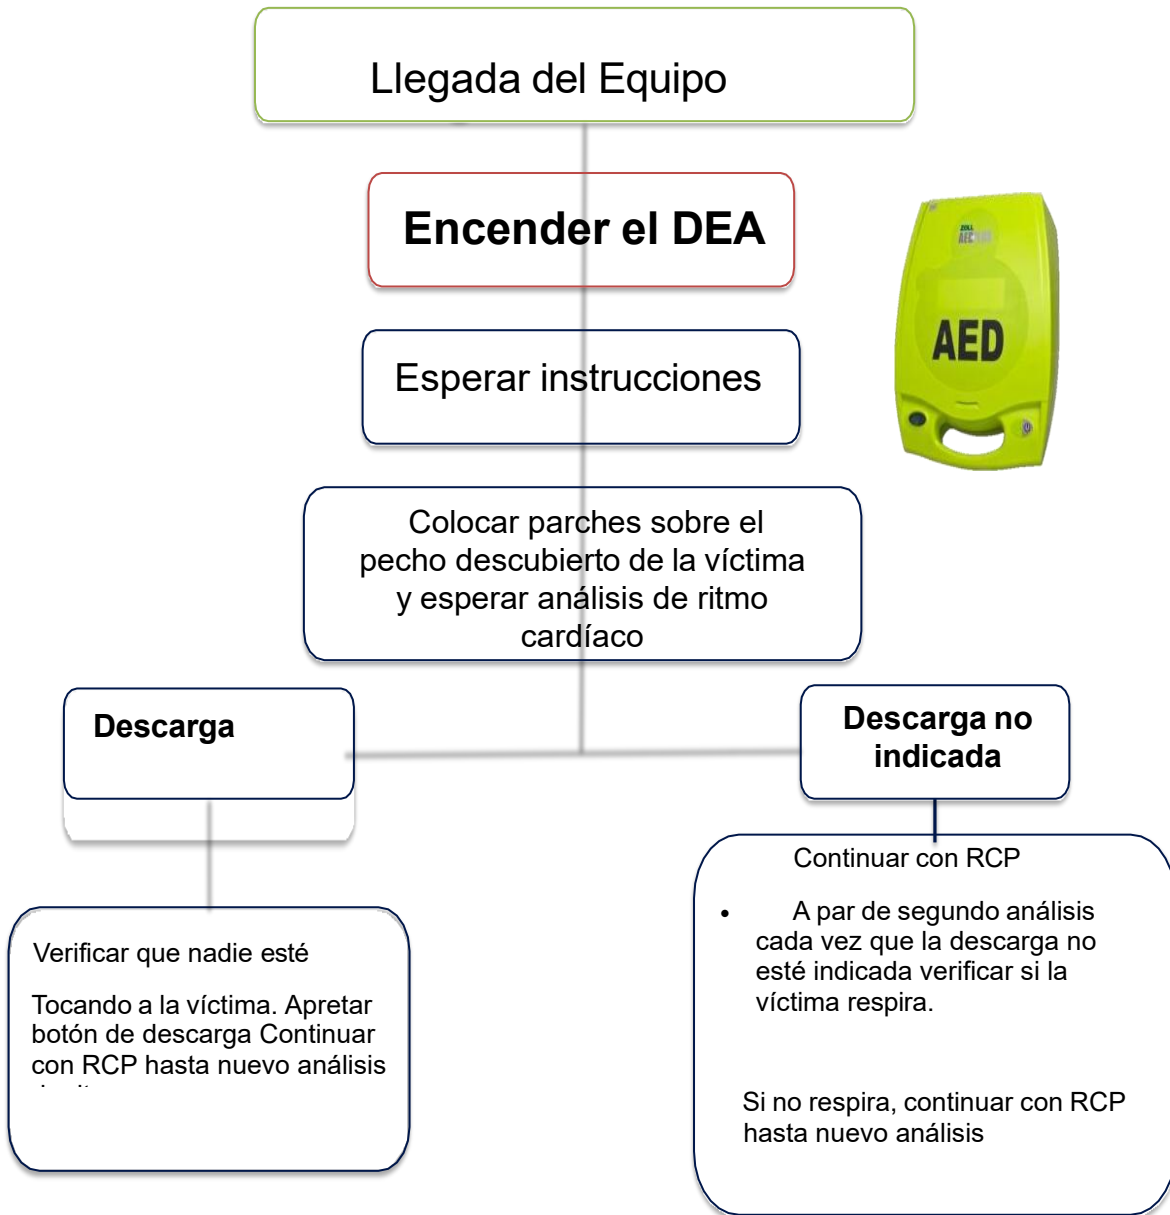 Llegada del Equipo
Encender el DEA
ZOLL
AED
Esperar instrucciones
Colocar parches sobre el
pecho descubierto de la víctima
y esperar análisis de ritmo
cardíaco
Descarga
Descarga no
indicada
Verificar que nadie esté
Tocando a la víctima. Apretar
botón de descarga Continuar
con RCP hasta nuevo análisis
Continuar con RCP
• A par de segundo análisis
cada vez que la descarga no
esté indicada verificar si la
víctima respira.
Si no respira, continuar con RCP
hasta nuevo análisis